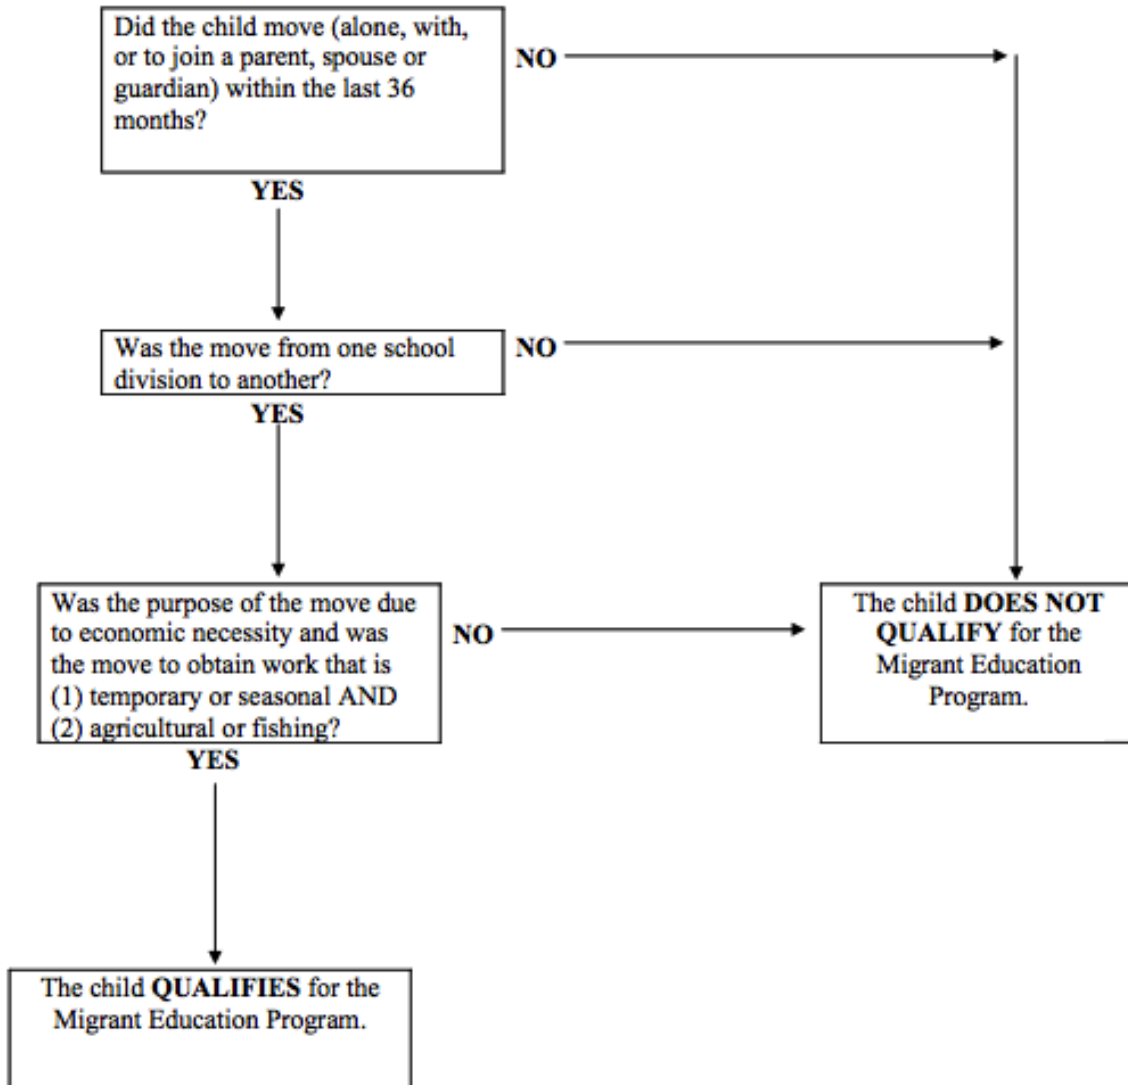 Did the child move (alone, with,
or to join a parent, spouse or
guardian) within the last 36
months?
NO
YES
Was the move from one school
division to another?
NO
YES
Was the purpose of the move due
to economic necessity and was
the move to obtain work that is
(1) temporary or seasonal AND
(2) agricultural or fishing?
NO
The child DOES NOT
QUALIFY for the
Migrant Education
Program.
YES
The child QUALIFIES for the
Migrant Education Program.